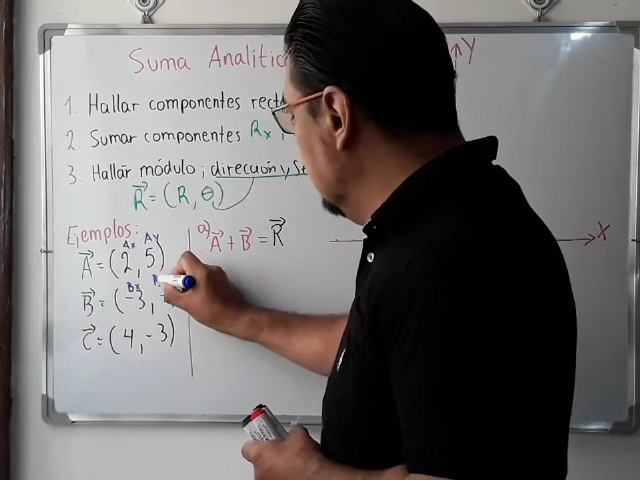 Suma Analític
Y
1. Hallar componentes rect
2. Sumar componentes Rx,
3. Hallar módulo; dirección y
R⃗ = (R, θ)
Ejemplos:
a) A⃗ + B⃗ = R⃗
X
Ax Ay
A⃗ = (2, 5)
Bx
B⃗ = (-3, -
C⃗ = (4, -3)